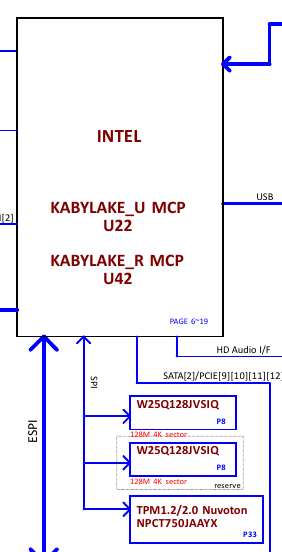 INTEL
KABYLAKE_U MCP
U22
KABYLAKE_R MCP
U42
PAGE 6~19
USB
[2]
HD Audio I/F
SATA[2]/PCIE[9][10][11][12]
SPI
ESPI
W25Q128JVSIQ
P8
128M 4K sector
W25Q128JVSIQ
P8
128M 4K sector
reserve
TPM1.2/2.0 Nuvoton
NPCT750JAAYX
P33